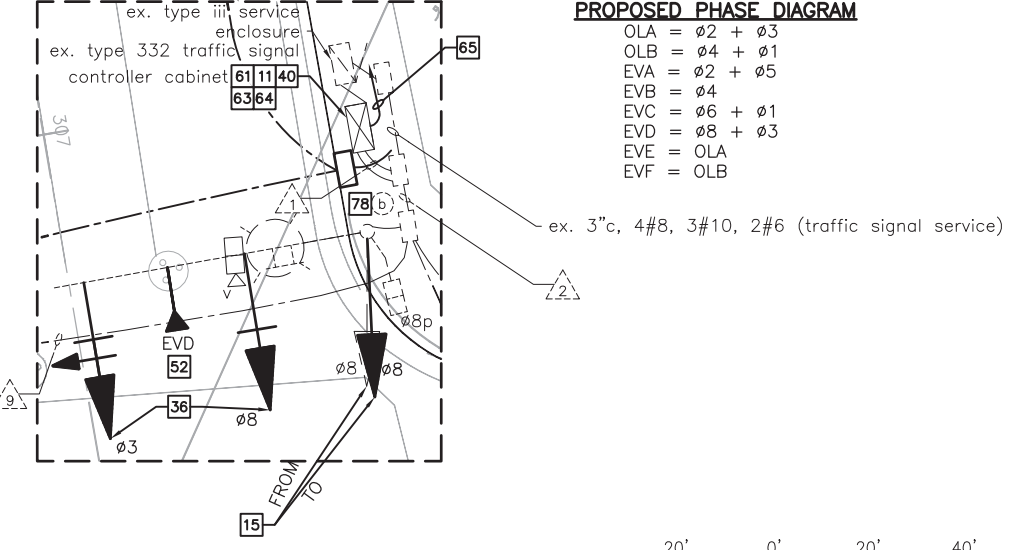 ex. type iii service
enclosure
ex. type 332 traffic signal
controller cabinet
61 11 40
63 64
65
307
1
78 b
2
ø8p
EVD
52
ø8 ø8
9
36
ø8
ø3
FROM
TO
15
PROPOSED PHASE DIAGRAM
OLA = ø2 + ø3
OLB = ø4 + ø1
EVA = ø2 + ø5
EVB = ø4
EVC = ø6 + ø1
EVD = ø8 + ø3
EVE = OLA
EVF = OLB
ex. 3"c, 4#8, 3#10, 2#6 (traffic signal service)
20' 0' 20' 40'